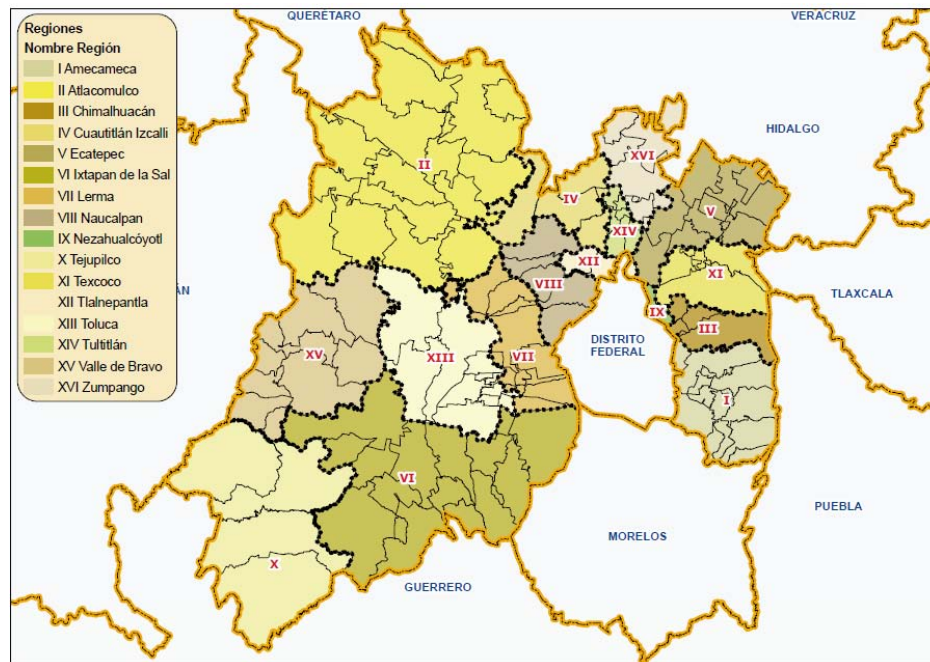 QUERÉTARO
VERACRUZ
Regiones
Nombre Región
I Amecameca
II Atlacomulco
III Chimalhuacán
IV Cuautitlán Izcalli
V Ecatepec
VI Ixtapan de la Sal
VII Lerma
VIII Naucalpan
IX Nezahualcóyotl
X Tejupilco
XI Texcoco
XII Tlalnepantla
XIII Toluca
XIV Tultitlán
XV Valle de Bravo
XVI Zumpango
HIDALGO
XVI
II
IV
V
XIV
XII
XI
VIII
ÁN
TLAXCALA
IX
III
DISTRITO
FEDERAL
XV
XIII
VII
I
VI
PUEBLA
MORELOS
X
GUERRERO